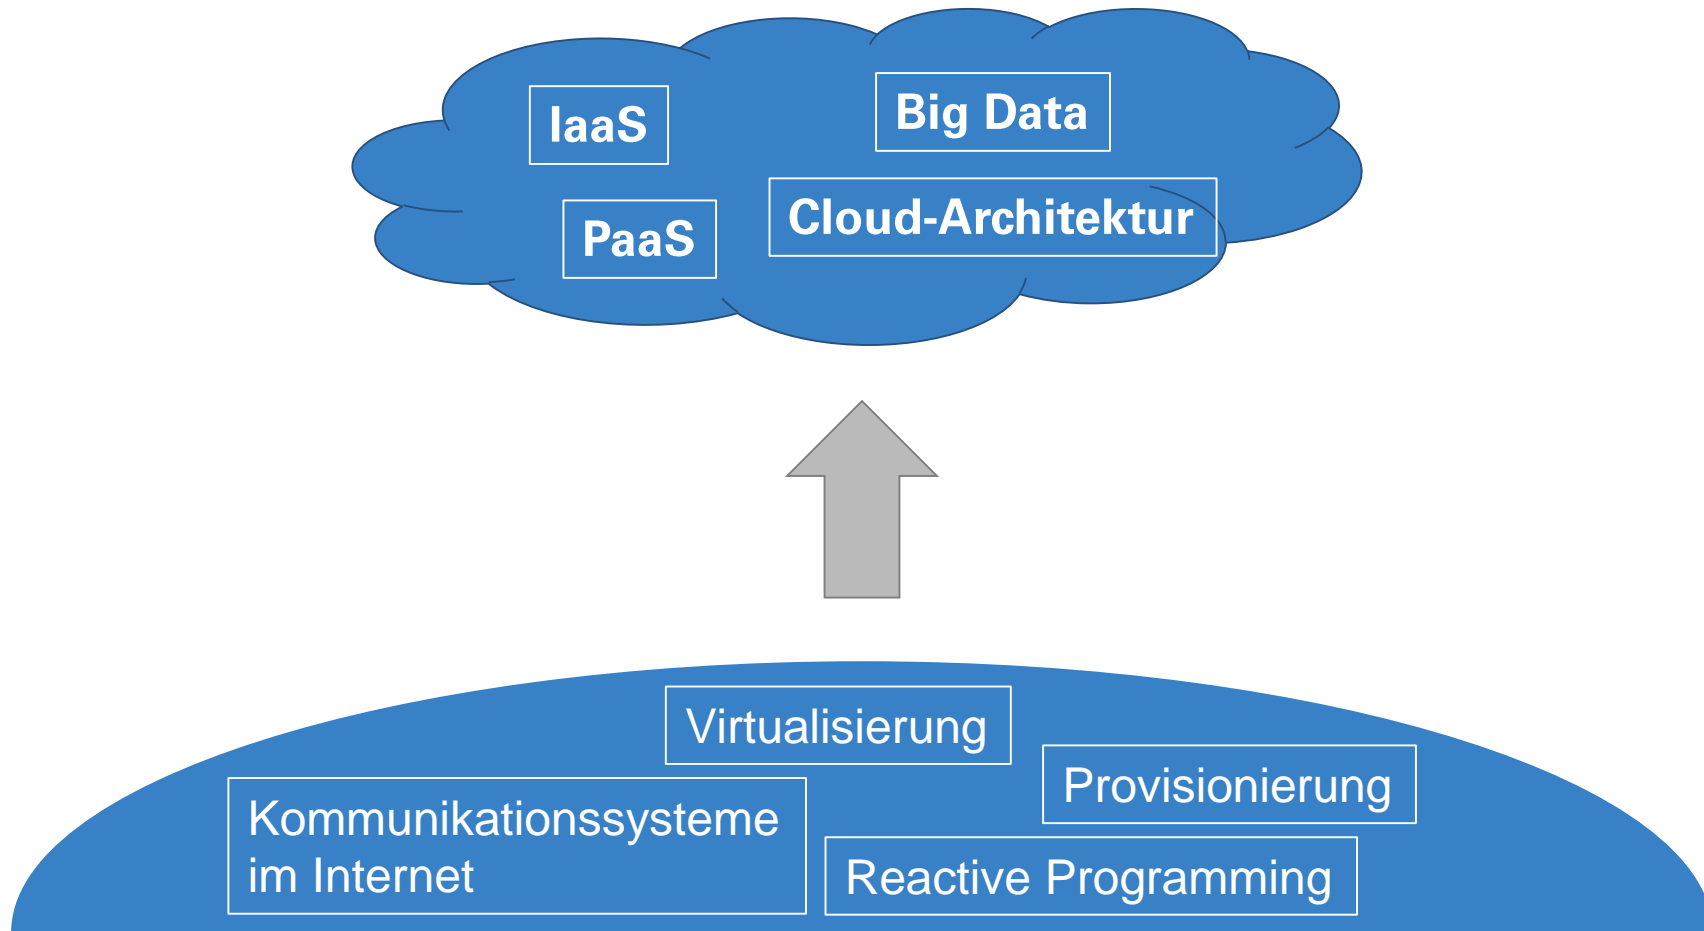 IaaS
Big Data
PaaS
Cloud-Architektur
Virtualisierung
Provisionierung
Kommunikationssysteme
im Internet
Reactive Programming